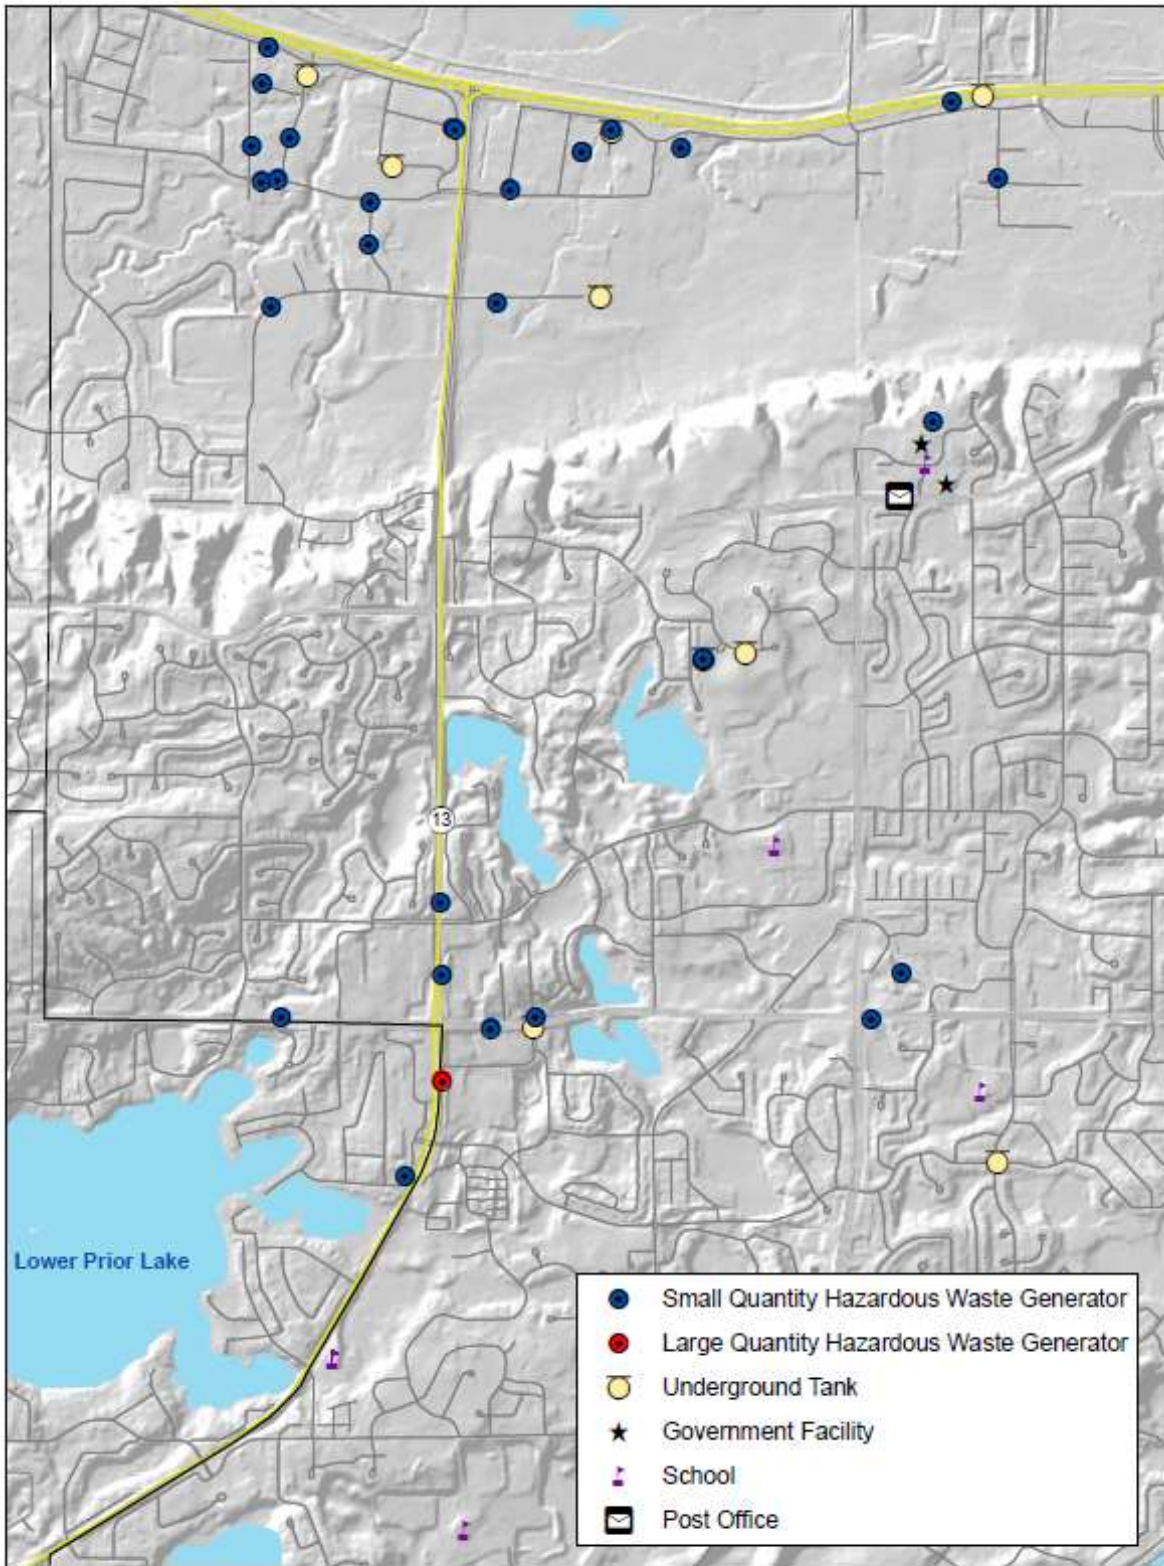 13
Lower Prior Lake
Small Quantity Hazardous Waste Generator
Large Quantity Hazardous Waste Generator
Underground Tank
Government Facility
School
Post Office